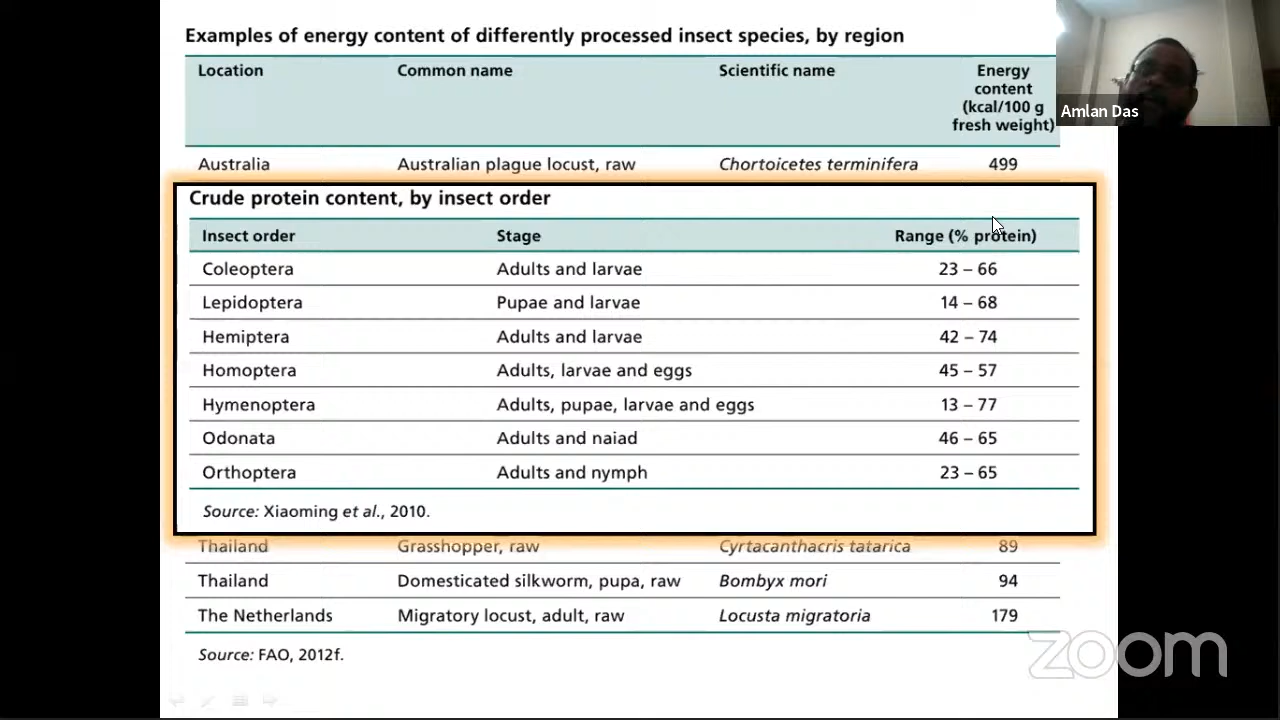 Examples of energy content of differently processed insect species, by region
Location Common name Scientific name Energy content (kcal/100 g fresh weight)
Amlan Das
Australia Australian plague locust, raw Chortoicetes terminifera 499
Crude protein content, by insect order
Insect order Stage Range (% protein)
Coleoptera Adults and larvae 23 – 66
Lepidoptera Pupae and larvae 14 – 68
Hemiptera Adults and larvae 42 – 74
Homoptera Adults, larvae and eggs 45 – 57
Hymenoptera Adults, pupae, larvae and eggs 13 – 77
Odonata Adults and naiad 46 – 65
Orthoptera Adults and nymph 23 – 65
Source: Xiaoming et al., 2010.
Thailand Grasshopper, raw Cyrtacanthacris tatarica 89
Thailand Domesticated silkworm, pupa, raw Bombyx mori 94
The Netherlands Migratory locust, adult, raw Locusta migratoria 179
Source: FAO, 2012f.
zoom